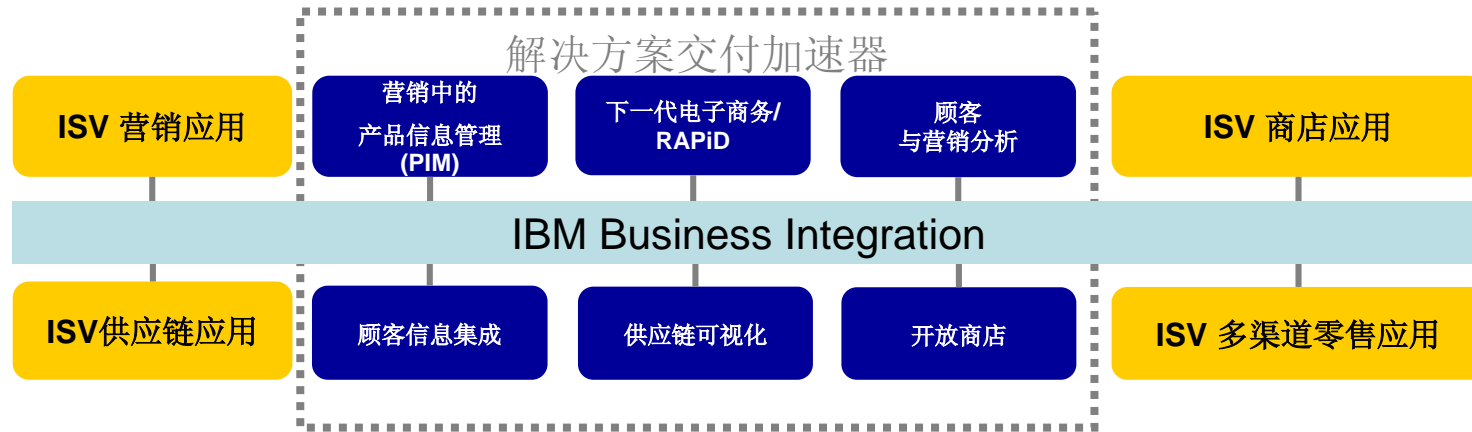 解决方案交付加速器
ISV 营销应用
营销中的
产品信息管理
(PIM)
下一代电子商务/
RAPiD
顾客
与营销分析
ISV 商店应用
IBM Business Integration
ISV供应链应用
顾客信息集成
供应链可视化
开放商店
ISV 多渠道零售应用